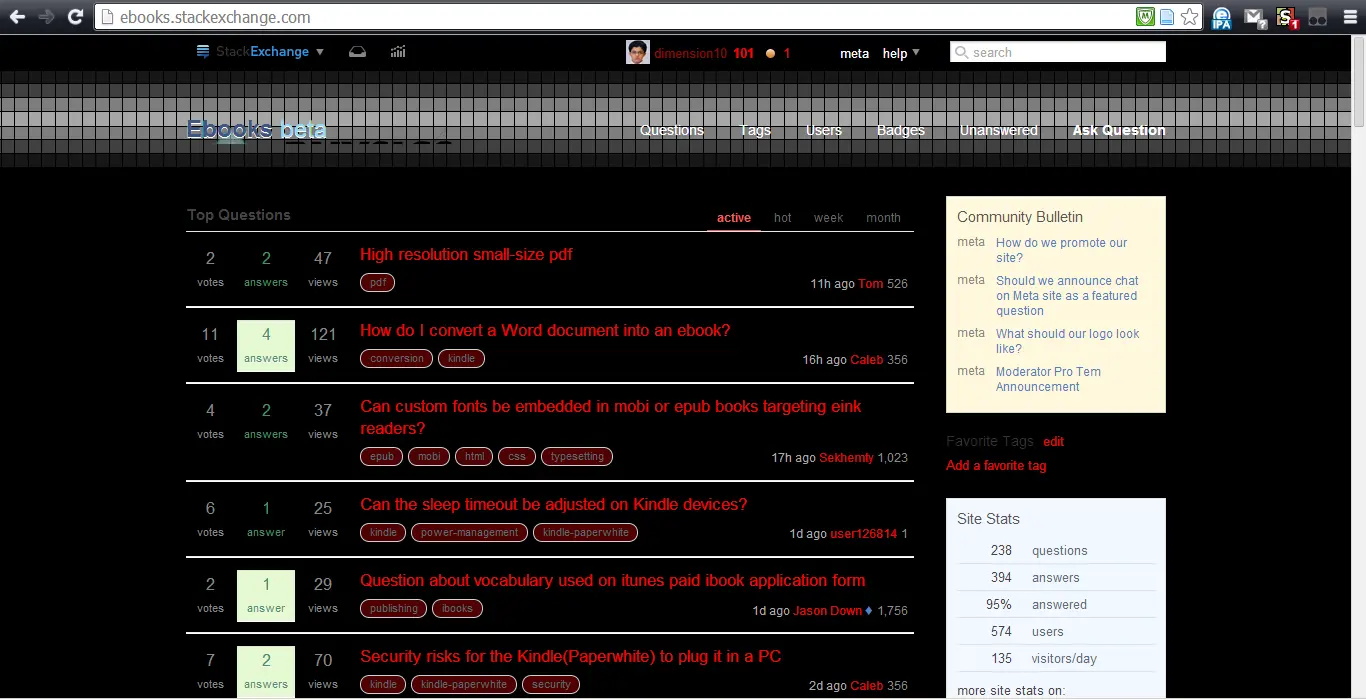 ebooks.stackexchange.com
IPA
?
S
1
StackExchange
dimension10 101 1
meta help
search
Ebooks beta
Questions Tags Users Badges Unanswered Ask Question
Top Questions
active hot week month
2 2 47
votes answers views
High resolution small-size pdf
pdf
11h ago Tom 526
11 4 121
votes answers views
How do I convert a Word document into an ebook?
conversion kindle
16h ago Caleb 356
4 2 37
votes answers views
Can custom fonts be embedded in mobi or epub books targeting eink
readers?
epub mobi html css typesetting
17h ago Sekhemty 1,023
6 1 25
votes answer views
Can the sleep timeout be adjusted on Kindle devices?
kindle power-management kindle-paperwhite
1d ago user126814 1
2 1 29
votes answer views
Question about vocabulary used on itunes paid ibook application form
publishing ibooks
1d ago Jason Down ♦ 1,756
7 2 70
votes answers views
Security risks for the Kindle(Paperwhite) to plug it in a PC
kindle kindle-paperwhite security
2d ago Caleb 356
Community Bulletin
meta How do we promote our
site?
meta Should we announce chat
on Meta site as a featured
question
meta What should our logo look
like?
meta Moderator Pro Tem
Announcement
Favorite Tags edit
Add a favorite tag
Site Stats
238 questions
394 answers
95% answered
574 users
135 visitors/day
more site stats on: